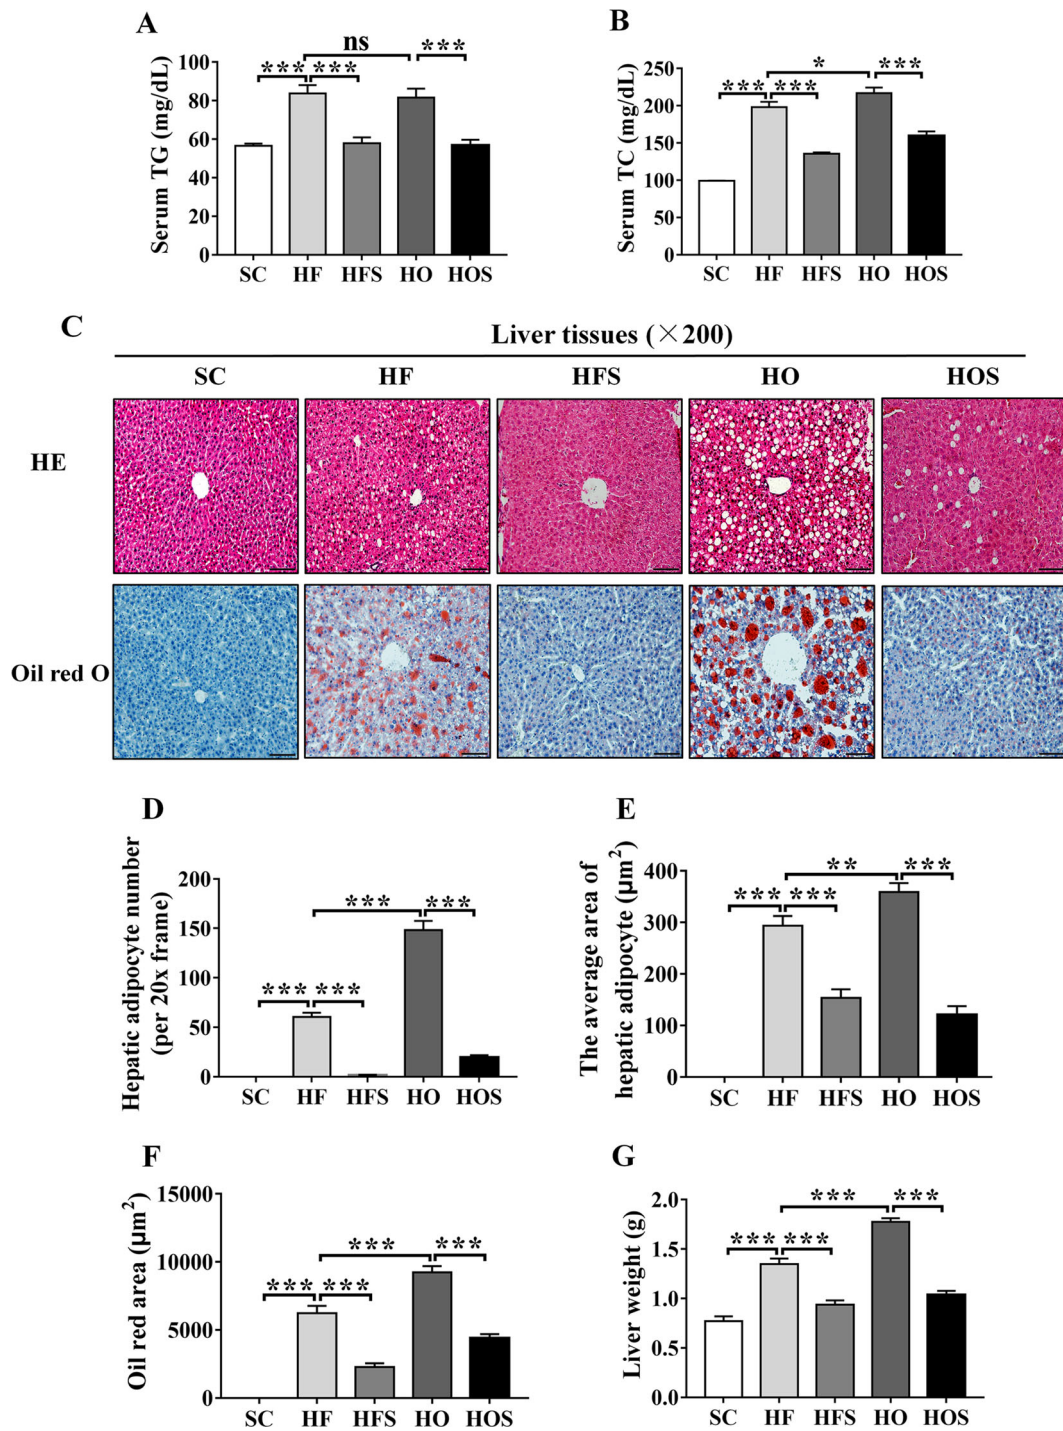 A
Serum TG (mg/dL)
100
80
60
40
20
0
*** *** ns ***
SC HF HFS HO HOS
B
Serum TC (mg/dL)
250
200
150
100
50
0
*** *** * ***
SC HF HFS HO HOS
C
Liver tissues (×200)
SC HF HFS HO HOS
HE
Oil red O
D
Hepatic adipocyte number
(per 20x frame)
200
150
100
50
0
*** *** *** ***
SC HF HFS HO HOS
E
The average area of
hepatic adipocyte (µm²)
400
300
200
100
0
*** *** ** ***
SC HF HFS HO HOS
F
Oil red area (µm²)
15000
10000
5000
0
*** *** *** ***
SC HF HFS HO HOS
G
Liver weight (g)
2.0
1.5
1.0
0.5
0.0
*** *** *** ***
SC HF HFS HO HOS